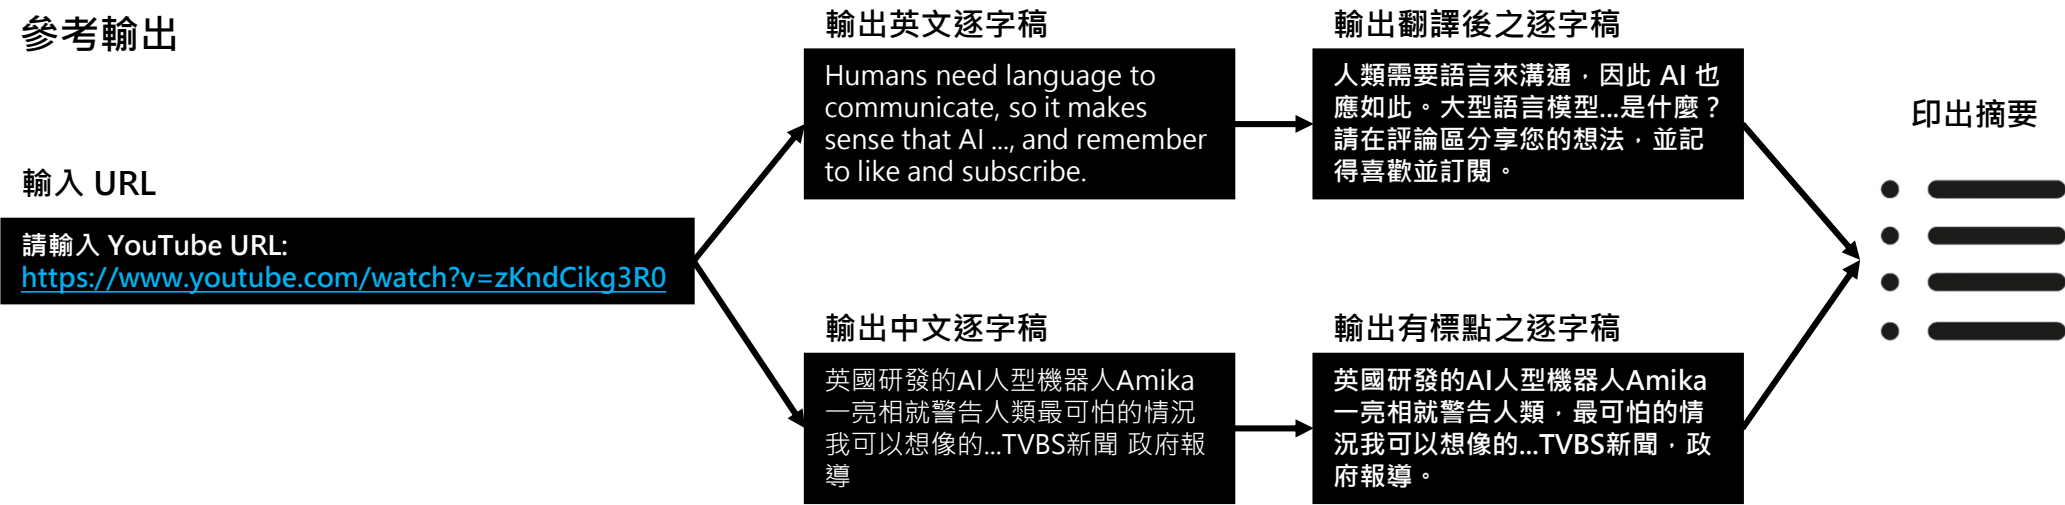 參考輸出
輸入 URL
請輸入 YouTube URL:
https://www.youtube.com/watch?v=zKndCikg3R0
輸出英文逐字稿
Humans need language to
communicate, so it makes
sense that AI ..., and remember
to like and subscribe.
輸出翻譯後之逐字稿
人類需要語言來溝通，因此 AI 也
應如此。大型語言模型...是什麼？
請在評論區分享您的想法，並記
得喜歡並訂閱。
輸出中文逐字稿
英國研發的AI人型機器人Amika
一亮相就警告人類最可怕的情況
我可以想像的...TVBS新聞 政府報
導
輸出有標點之逐字稿
英國研發的AI人型機器人Amika
一亮相就警告人類，最可怕的情
況我可以想像的...TVBS新聞，政
府報導。
印出摘要